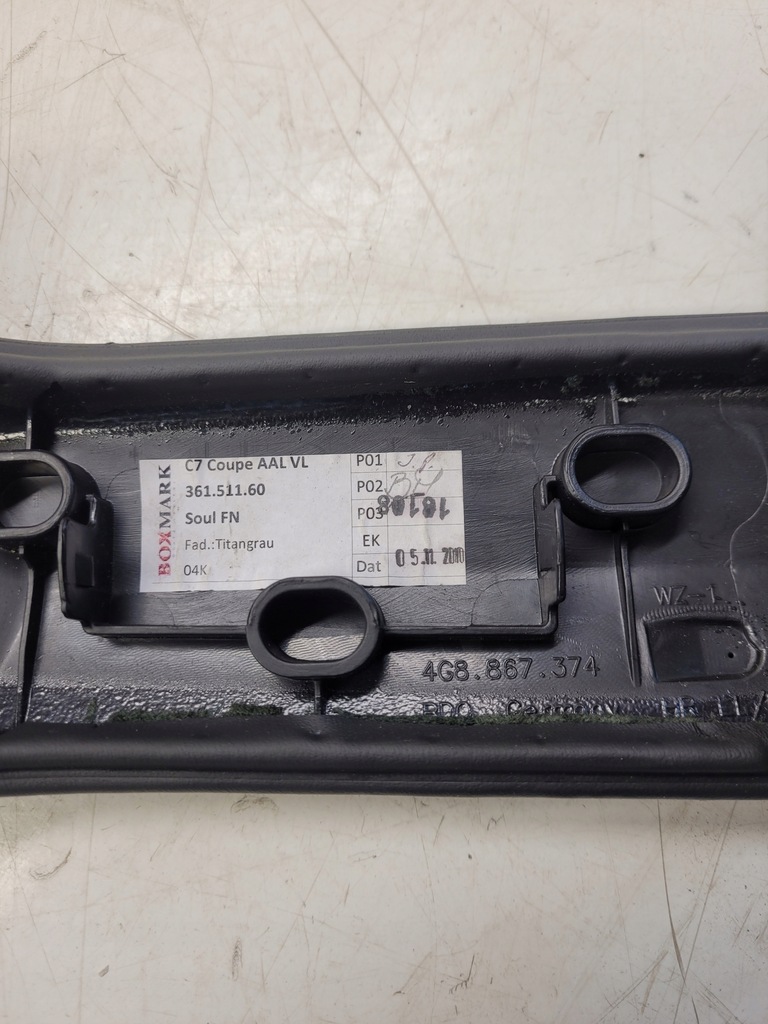 BOXMARK
C7 Coupe AAL VL
361.511.60
Soul FN
Fad.:Titangrau
04K
P01 J.P.
P02
P03
EK
Dat 05.11.2010
WZ-1
4G8.867.374
Germany